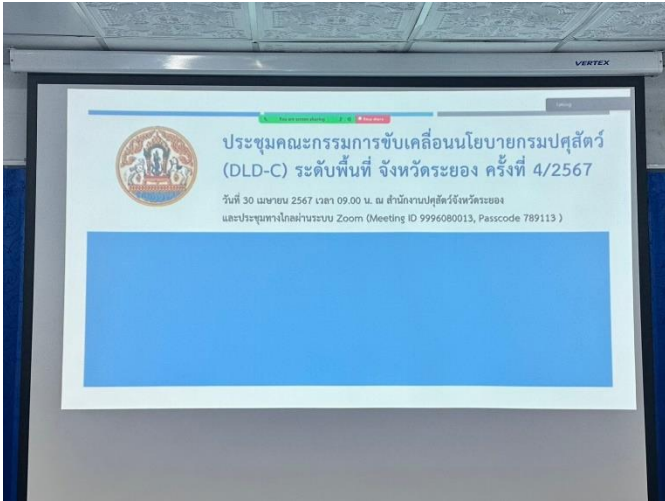 VERTEX
ประชุมคณะกรรมการขับเคลื่อนนโยบายกรมปศุสัตว์
(DLD-C) ระดับพื้นที่ จังหวัดระยอง ครั้งที่ 4/2567
วันที่ 30 เมษายน 2567 เวลา 09.00 น. ณ สำนักงานปศุสัตว์จังหวัดระยอง
และประชุมทางไกลผ่านระบบ Zoom (Meeting ID 9996080013, Passcode 789113 )